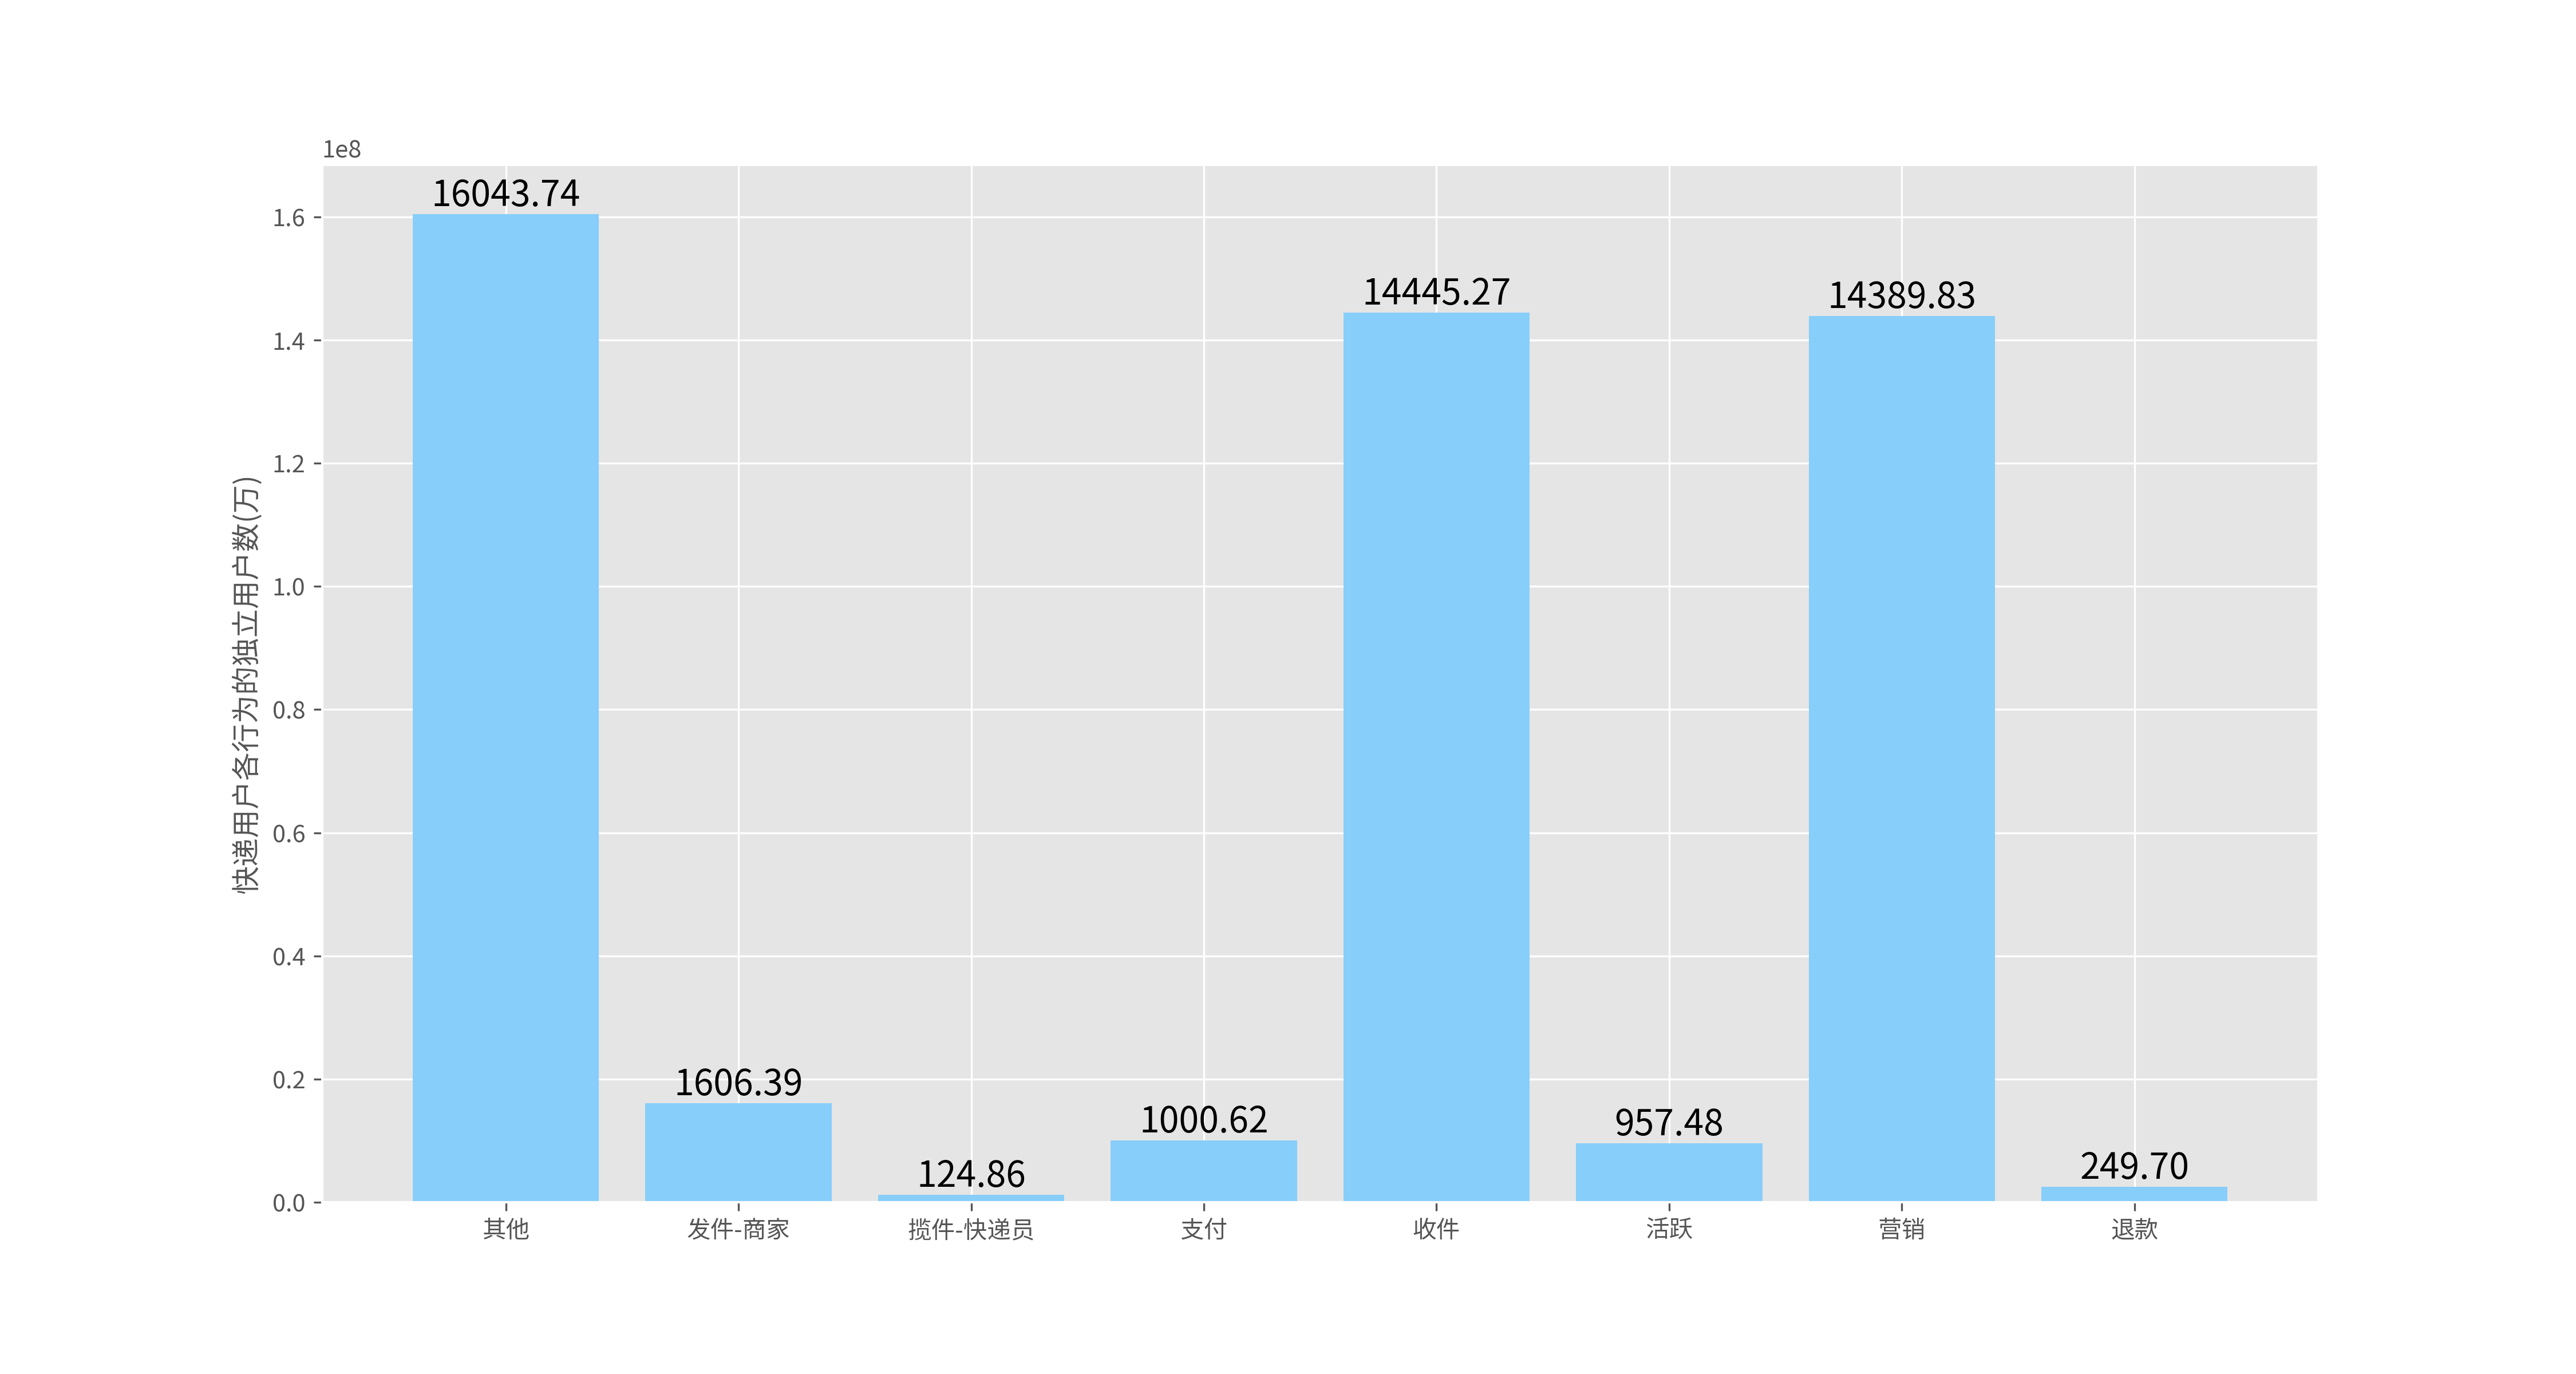 1e8
快递用户各行为的独立用户数(万)
1.6
1.4
1.2
1.0
0.8
0.6
0.4
0.2
0.0
16043.74
1606.39
124.86
1000.62
14445.27
957.48
14389.83
249.70
其他
发件-商家
揽件-快递员
支付
收件
活跃
营销
退款